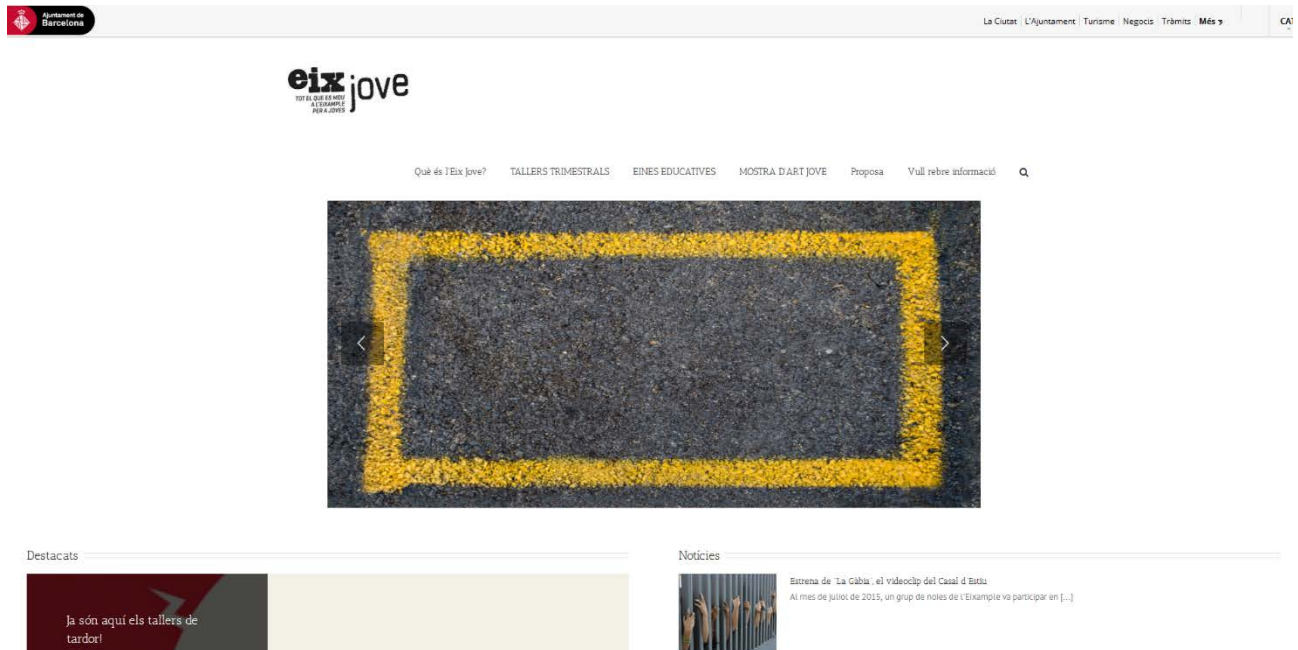 Ajuntament de
Barcelona
La Ciutat L'Ajuntament Turisme Negocis Tràmits Més
eix jove
TOT EL QUE ES MOU
A L'EIXAMPLE
PER A JOVES
Què és l'Eix Jove? TALLERS TRIMESTRALS EINES EDUCATIVES MOSTRA D'ART JOVE Proposa Vull rebre informació
Destacats
Notícies
Ja són aquí els tallers de
tardor!
Estrena de "La Gàbia", el videoclip del Casal d'Estiu
Al mes de juliol de 2015, un grup de noies de l'Eixample va participar en [...]